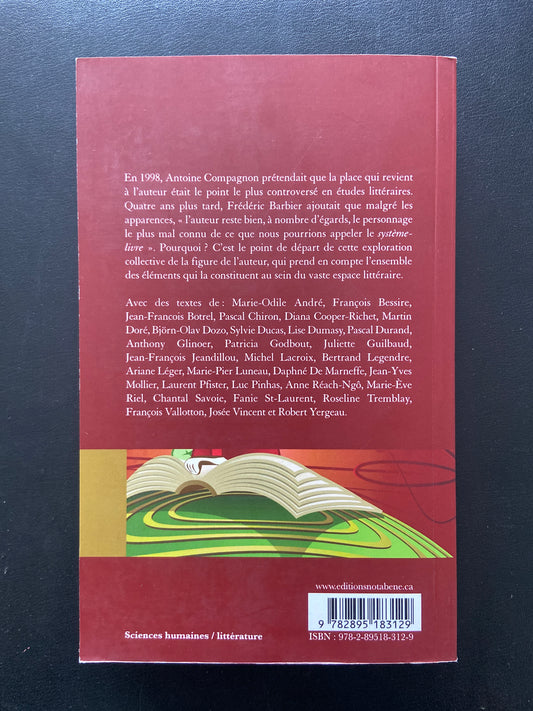 En 1998, Antoine Compagnon prétendait que la place qui revient
à l'auteur était le point le plus controversé en études littéraires.
Quatre ans plus tard, Frédéric Barbier ajoutait que malgré les
apparences, « l'auteur reste bien, à nombre d'égards, le personnage
le plus mal connu de ce que nous pourrions appeler le système-
livre ». Pourquoi ? C'est le point de départ de cette exploration
collective de la figure de l'auteur, qui prend en compte l'ensemble
des éléments qui la constituent au sein du vaste espace littéraire.
Avec des textes de : Marie-Odile André, François Bessire,
Jean-Francois Botrel, Pascal Chiron, Diana Cooper-Richet, Martin
Doré, Björn-Olav Dozo, Sylvie Ducas, Lise Dumasy, Pascal Durand,
Anthony Glinoer, Patricia Godbout, Juliette Guilbaud,
Jean-François Jeandillou, Michel Lacroix, Bertrand Legendre,
Ariane Léger, Marie-Pier Luneau, Daphné De Marneffe, Jean-Yves
Mollier, Laurent Pfister, Luc Pinhas, Anne Réach-Ngô, Marie-Ève
Riel, Chantal Savoie, Fanie St-Laurent, Roseline Tremblay,
François Vallotton, Josée Vincent et Robert Yergeau.
www.editionsnotabene.ca
9 782895 183129
Sciences humaines / littérature
ISBN : 978-2-89518-312-9